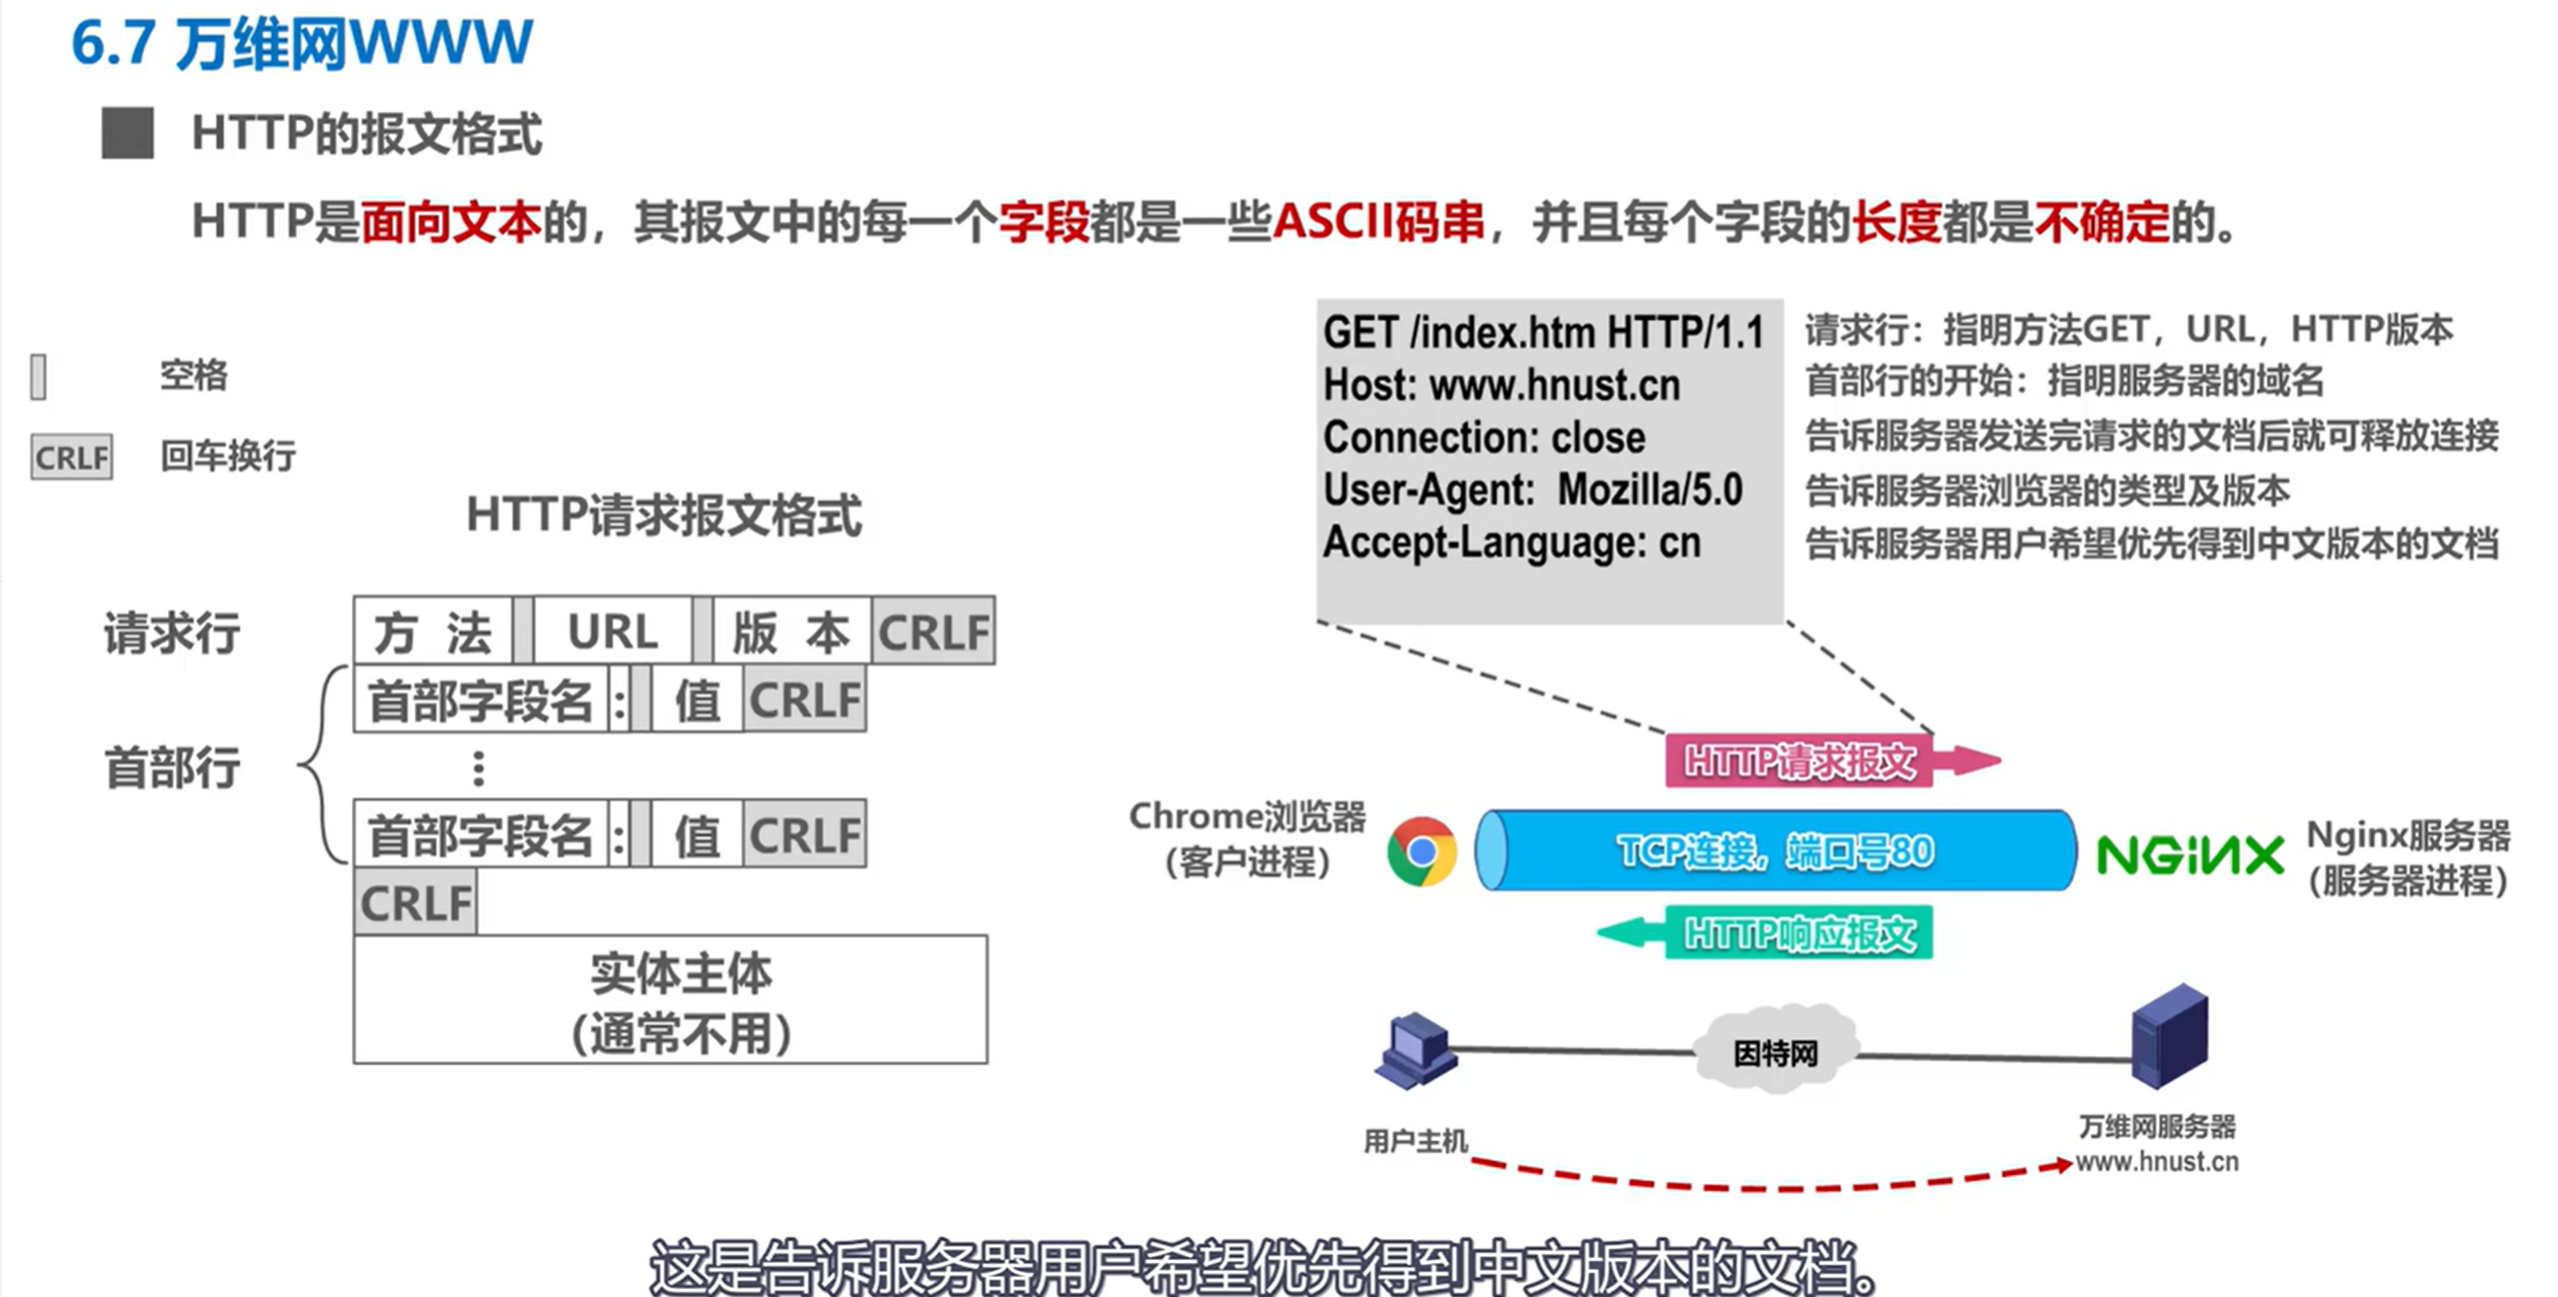 6.7 万维网WWW
HTTP的报文格式
HTTP是面向文本的，其报文中的每一个字段都是一些ASCII码串，并且每个字段的长度都是不确定的。
空格
CRLF 回车换行
HTTP请求报文格式
请求行 方 法 URL 版 本 CRLF
首部行
首部字段名 : 值 CRLF
⋮
首部字段名 : 值 CRLF
CRLF
实体主体
（通常不用）
GET /index.htm HTTP/1.1 请求行：指明方法GET，URL，HTTP版本
Host: www.hnust.cn 首部行的开始：指明服务器的域名
Connection: close 告诉服务器发送完请求的文档后就可释放连接
User-Agent: Mozilla/5.0 告诉服务器浏览器的类型及版本
Accept-Language: cn 告诉服务器用户希望优先得到中文版本的文档
HTTP请求报文
Chrome浏览器
（客户进程）
TCP连接，端口号80
NGiNX
Nginx服务器
（服务器进程）
HTTP响应报文
因特网
用户主机
万维网服务器
www.hnust.cn
这是告诉服务器用户希望优先得到中文版本的文档。